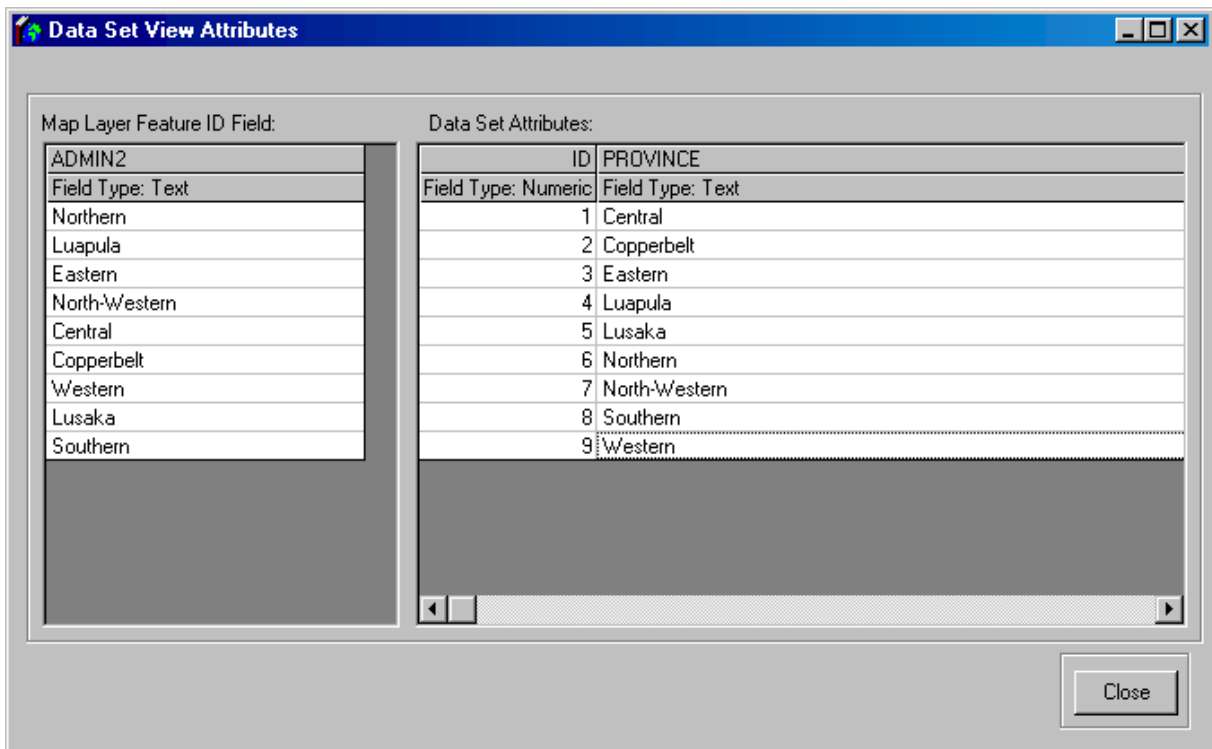 Data Set View Attributes
Map Layer Feature ID Field:
ADMIN2
Field Type: Text
Northern
Luapula
Eastern
North-Western
Central
Copperbelt
Western
Lusaka
Southern
Data Set Attributes:
ID PROVINCE
Field Type: Numeric Field Type: Text
1 Central
2 Copperbelt
3 Eastern
4 Luapula
5 Lusaka
6 Northern
7 North-Western
8 Southern
9 Western
Close